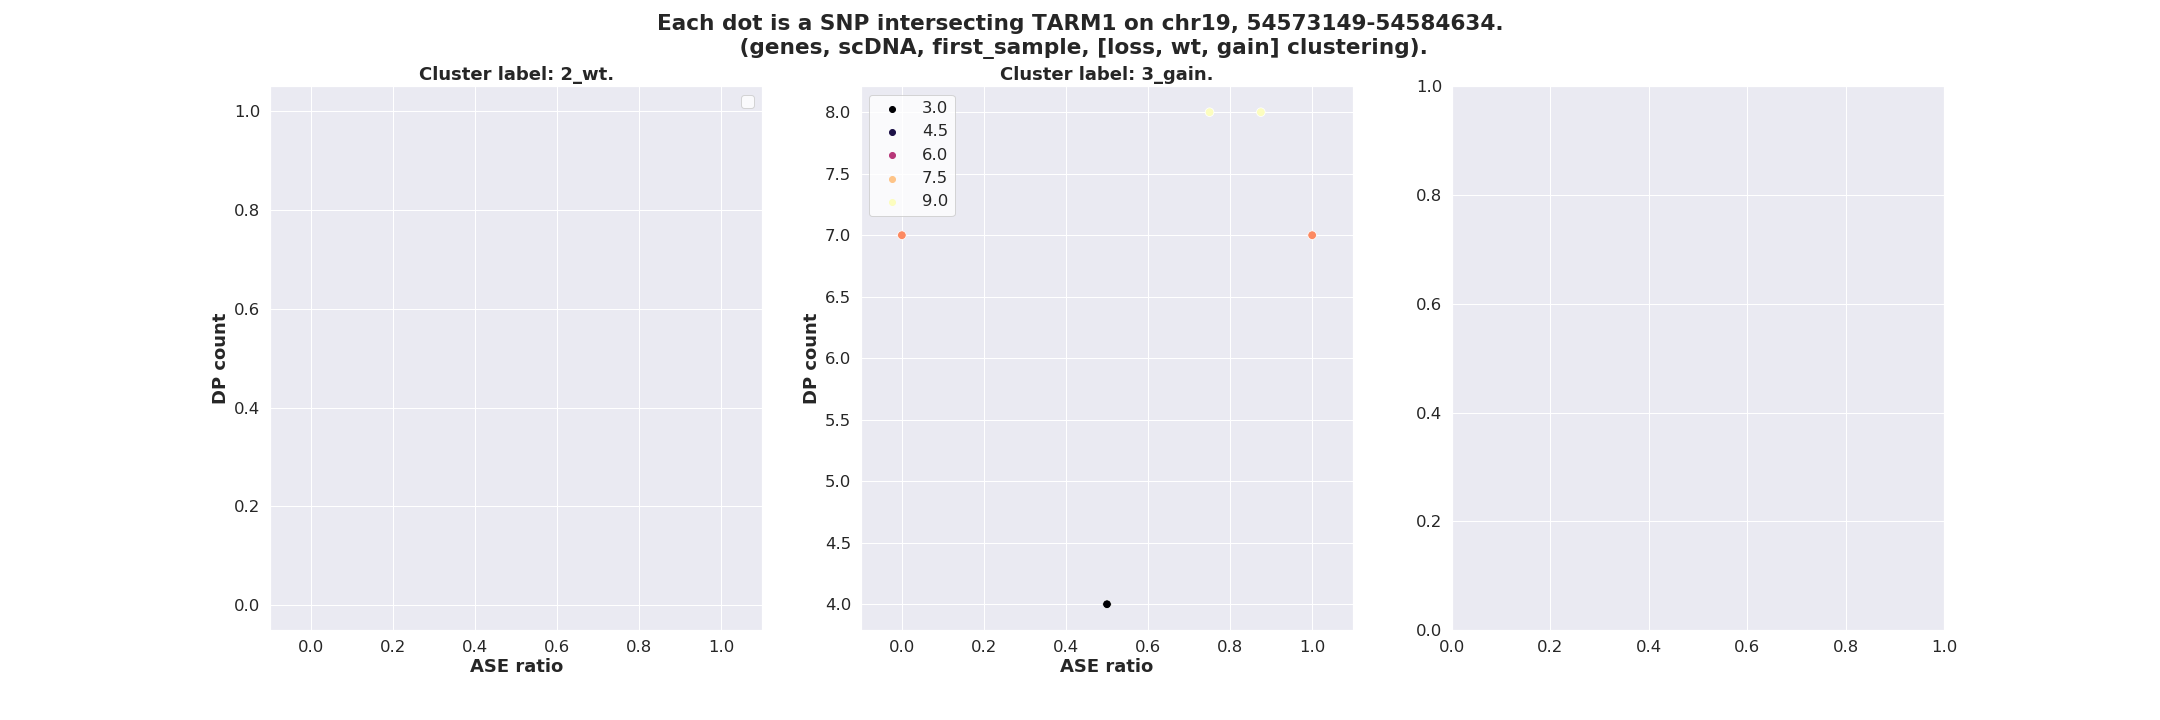 Each dot is a SNP intersecting TARM1 on chr19, 54573149-54584634.
(genes, scDNA, first_sample, [loss, wt, gain] clustering).
Cluster label: 2_wt.
1.0
0.8
0.6
0.4
0.2
0.0
DP count
0.0 0.2 0.4 0.6 0.8 1.0
ASE ratio
Cluster label: 3_gain.
3.0
4.5
6.0
7.5
9.0
8.0
7.5
7.0
6.5
6.0
5.5
5.0
4.5
4.0
DP count
0.0 0.2 0.4 0.6 0.8 1.0
ASE ratio
1.0
0.8
0.6
0.4
0.2
0.0
0.0 0.2 0.4 0.6 0.8 1.0